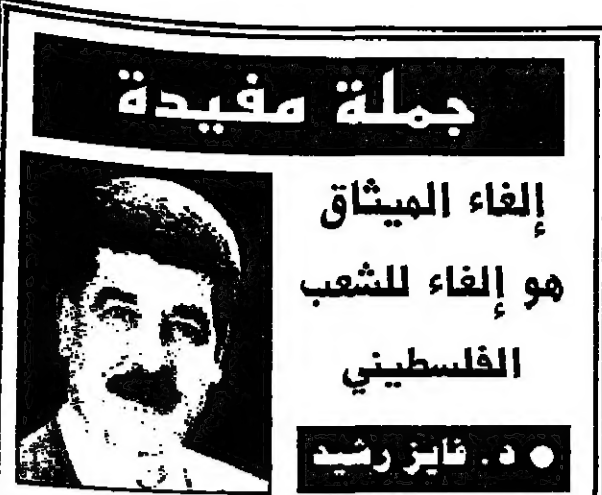 جملة مفيدة
إلغاء الميثاق
هو إلغاء للشعب
الفلسطيني
● د. فايز رشيد